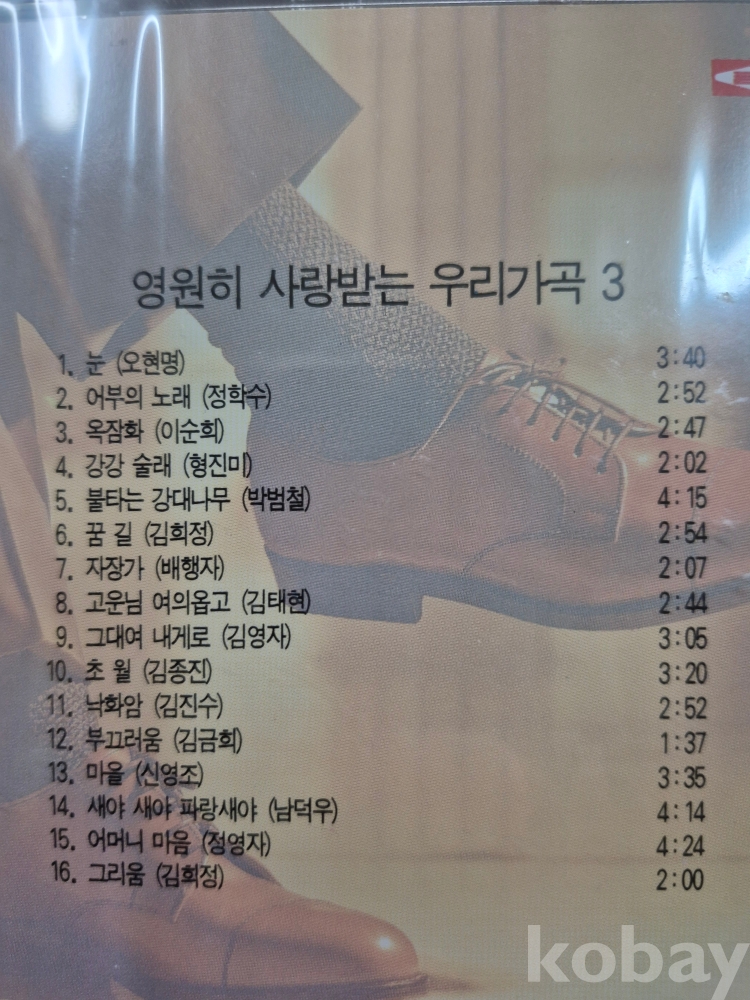 영원히 사랑받는 우리가곡 3
1. 눈 (오현명) 3:40
2. 어부의 노래 (정학수) 2:52
3. 옥잠화 (이순희) 2:47
4. 강강 술래 (형진미) 2:02
5. 불타는 강대나무 (박범철) 4:15
6. 꿈 길 (김희정) 2:54
7. 자장가 (배행자) 2:07
8. 고운님 여의옵고 (김태현) 2:44
9. 그대여 내게로 (김영자) 3:05
10. 초 월 (김종진) 3:20
11. 낙화암 (김진수) 2:52
12. 부끄러움 (김금희) 1:37
13. 마을 (신영조) 3:35
14. 새야 새야 파랑새야 (남덕우) 4:14
15. 어머니 마음 (정영자) 4:24
16. 그리움 (김희정) 2:00
kobay